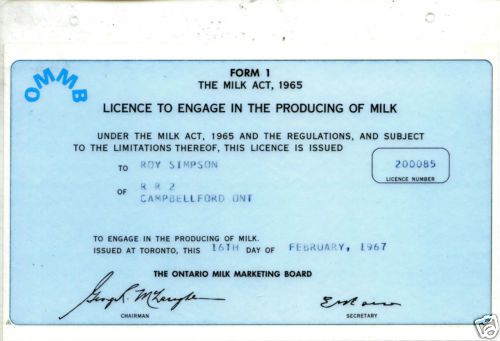 OMMB
FORM 1
THE MILK ACT, 1965
LICENCE TO ENGAGE IN THE PRODUCING OF MILK
UNDER THE MILK ACT, 1965 AND THE REGULATIONS, AND SUBJECT
TO THE LIMITATIONS THEREOF, THIS LICENCE IS ISSUED
TO ROY SIMPSON
200085
LICENCE NUMBER
OF R R 2
CAMPBELLFORD ONT
TO ENGAGE IN THE PRODUCING OF MILK.
ISSUED AT TORONTO, THIS 16TH DAY OF FEBRUARY, 1967
THE ONTARIO MILK MARKETING BOARD
CHAIRMAN SECRETARY